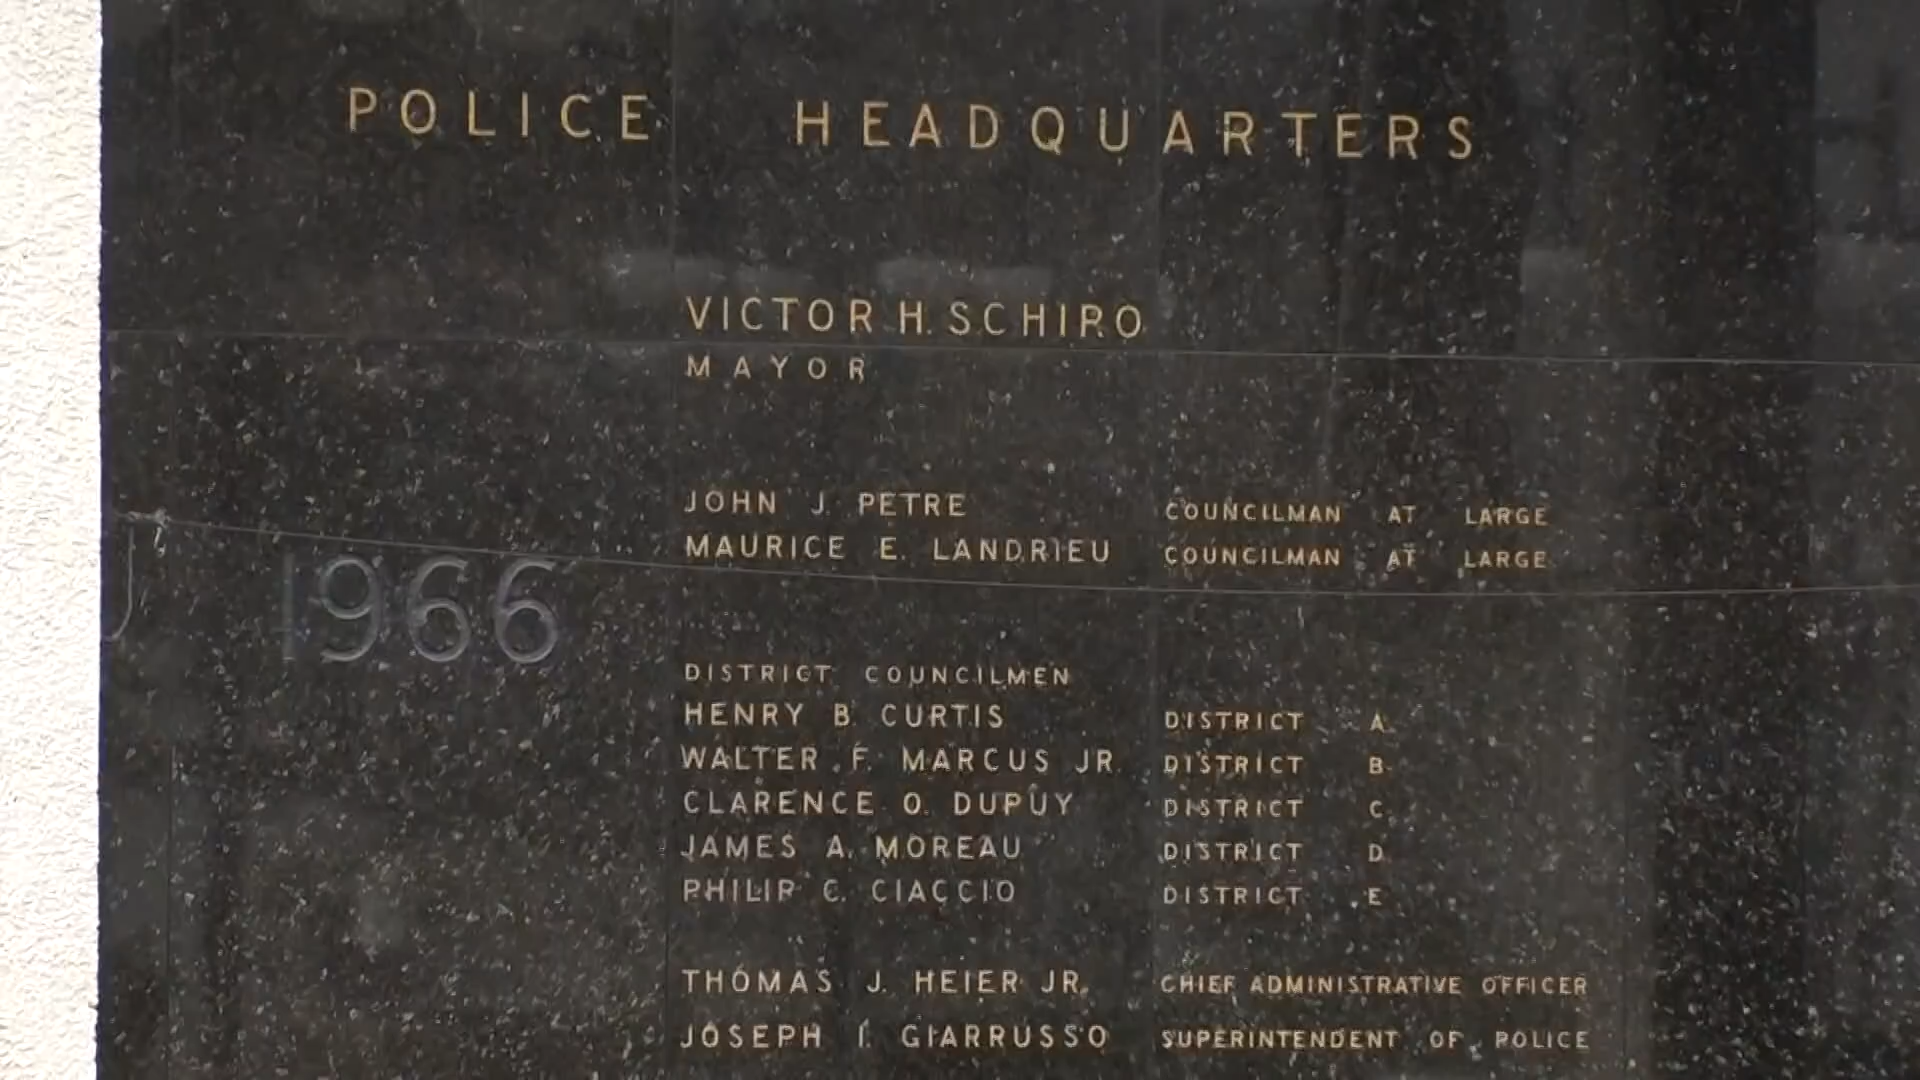 POLICE HEADQUARTERS
VICTOR H. SCHIRO
MAYOR
JOHN J. PETRE COUNCILMAN AT LARGE
MAURICE E. LANDRIEU COUNCILMAN AT LARGE
1966
DISTRICT COUNCILMEN
HENRY B. CURTIS DISTRICT A
WALTER F. MARCUS JR. DISTRICT B
CLARENCE O. DUPUY DISTRICT C
JAMES A. MOREAU DISTRICT D
PHILIP C. CIACCIO DISTRICT E
THOMAS J. HEIER JR. CHIEF ADMINISTRATIVE OFFICER
JOSEPH I. GIARRUSSO SUPERINTENDENT OF POLICE